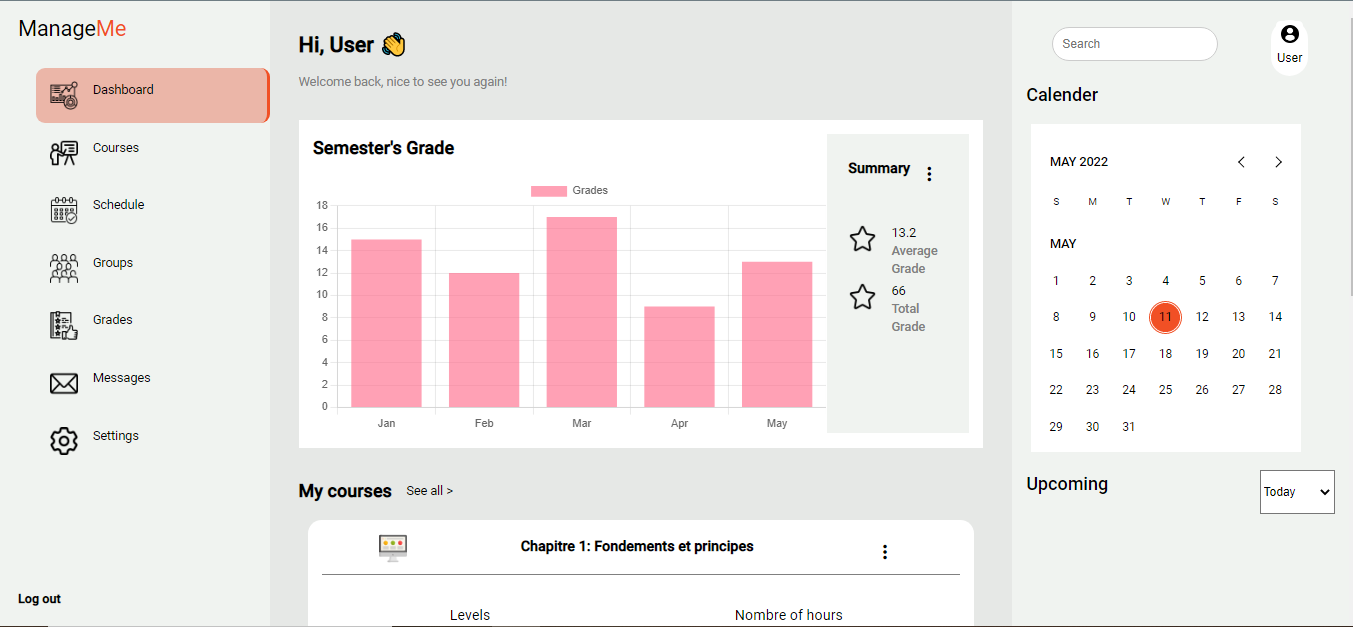 ManageMe
Dashboard
Courses
Schedule
Groups
Grades
Messages
Settings
Log out
Hi, User 👋
Welcome back, nice to see you again!
Semester's Grade
Grades
18
16
14
12
10
8
6
4
2
0
Jan Feb Mar Apr May
Summary
13.2
Average
Grade
66
Total
Grade
My courses See all >
Chapitre 1: Fondements et principes
Levels Nombre of hours
Search
User
Calender
MAY 2022
S M T W T F S
MAY
1 2 3 4 5 6 7
8 9 10 11 12 13 14
15 16 17 18 19 20 21
22 23 24 25 26 27 28
29 30 31
Upcoming
Today